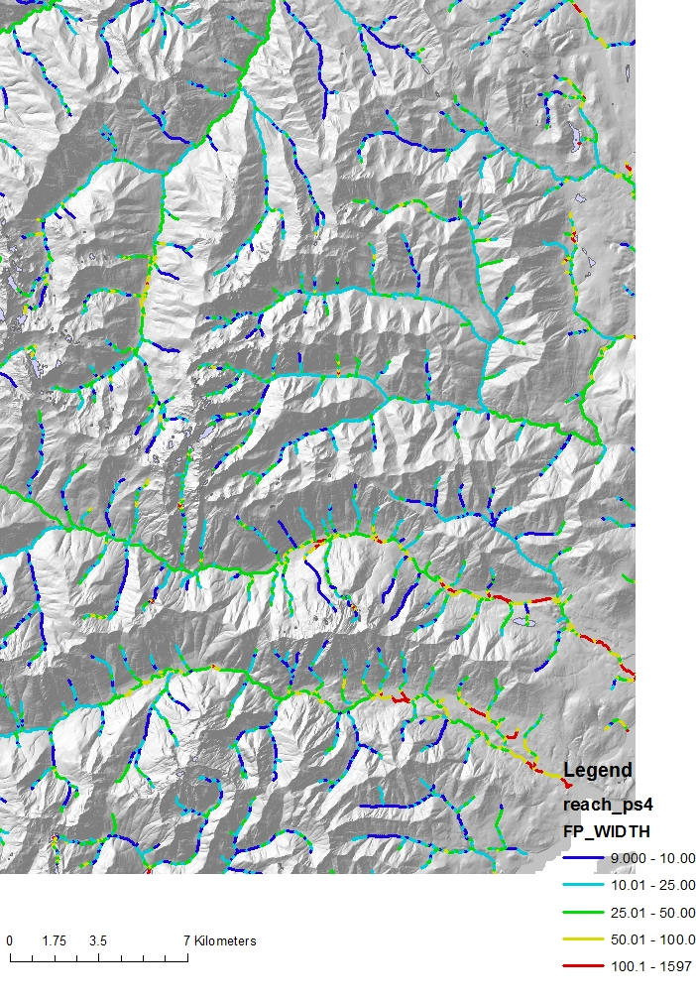 Legend
reach_ps4
FP_WIDTH
9.000 - 10.00
10.01 - 25.00
25.01 - 50.00
50.01 - 100.0
100.1 - 1597
0 1.75 3.5 7 Kilometers